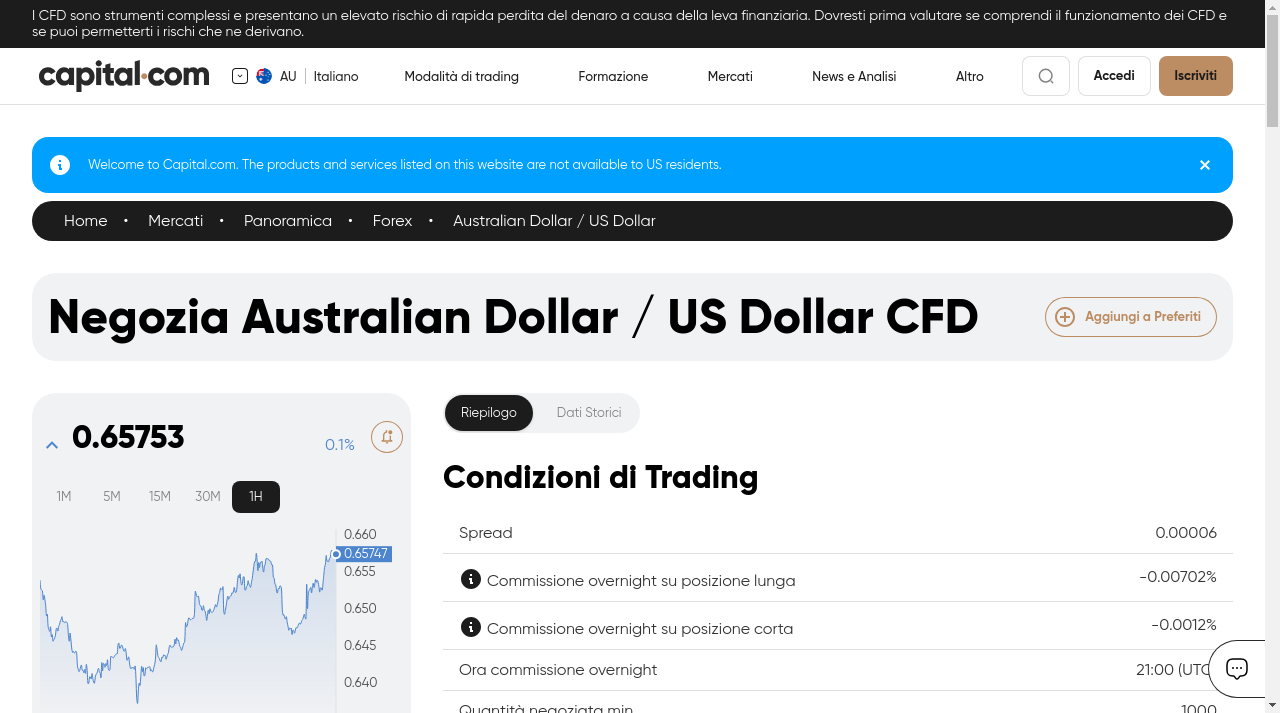 I CFD sono strumenti complessi e presentano un elevato rischio di rapida perdita del denaro a causa della leva finanziaria. Dovresti prima valutare se comprendi il funzionamento dei CFD e
se puoi permetterti i rischi che ne derivano.
capital.com
AU
Italiano
Modalità di trading
Formazione
Mercati
News e Analisi
Altro
Accedi
Iscriviti
Welcome to Capital.com. The products and services listed on this website are not available to US residents.
Home • Mercati • Panoramica • Forex • Australian Dollar / US Dollar
Negozia Australian Dollar / US Dollar CFD
Aggiungi a Preferiti
0.65753
0.1%
1M 5M 15M 30M 1H
0.660
0.65747
0.655
0.650
0.645
0.640
Riepilogo
Dati Storici
Condizioni di Trading
Spread 0.00006
Commissione overnight su posizione lunga -0.00702%
Commissione overnight su posizione corta -0.0012%
Ora commissione overnight 21:00 (UTC
Quantità negoziata min 1000